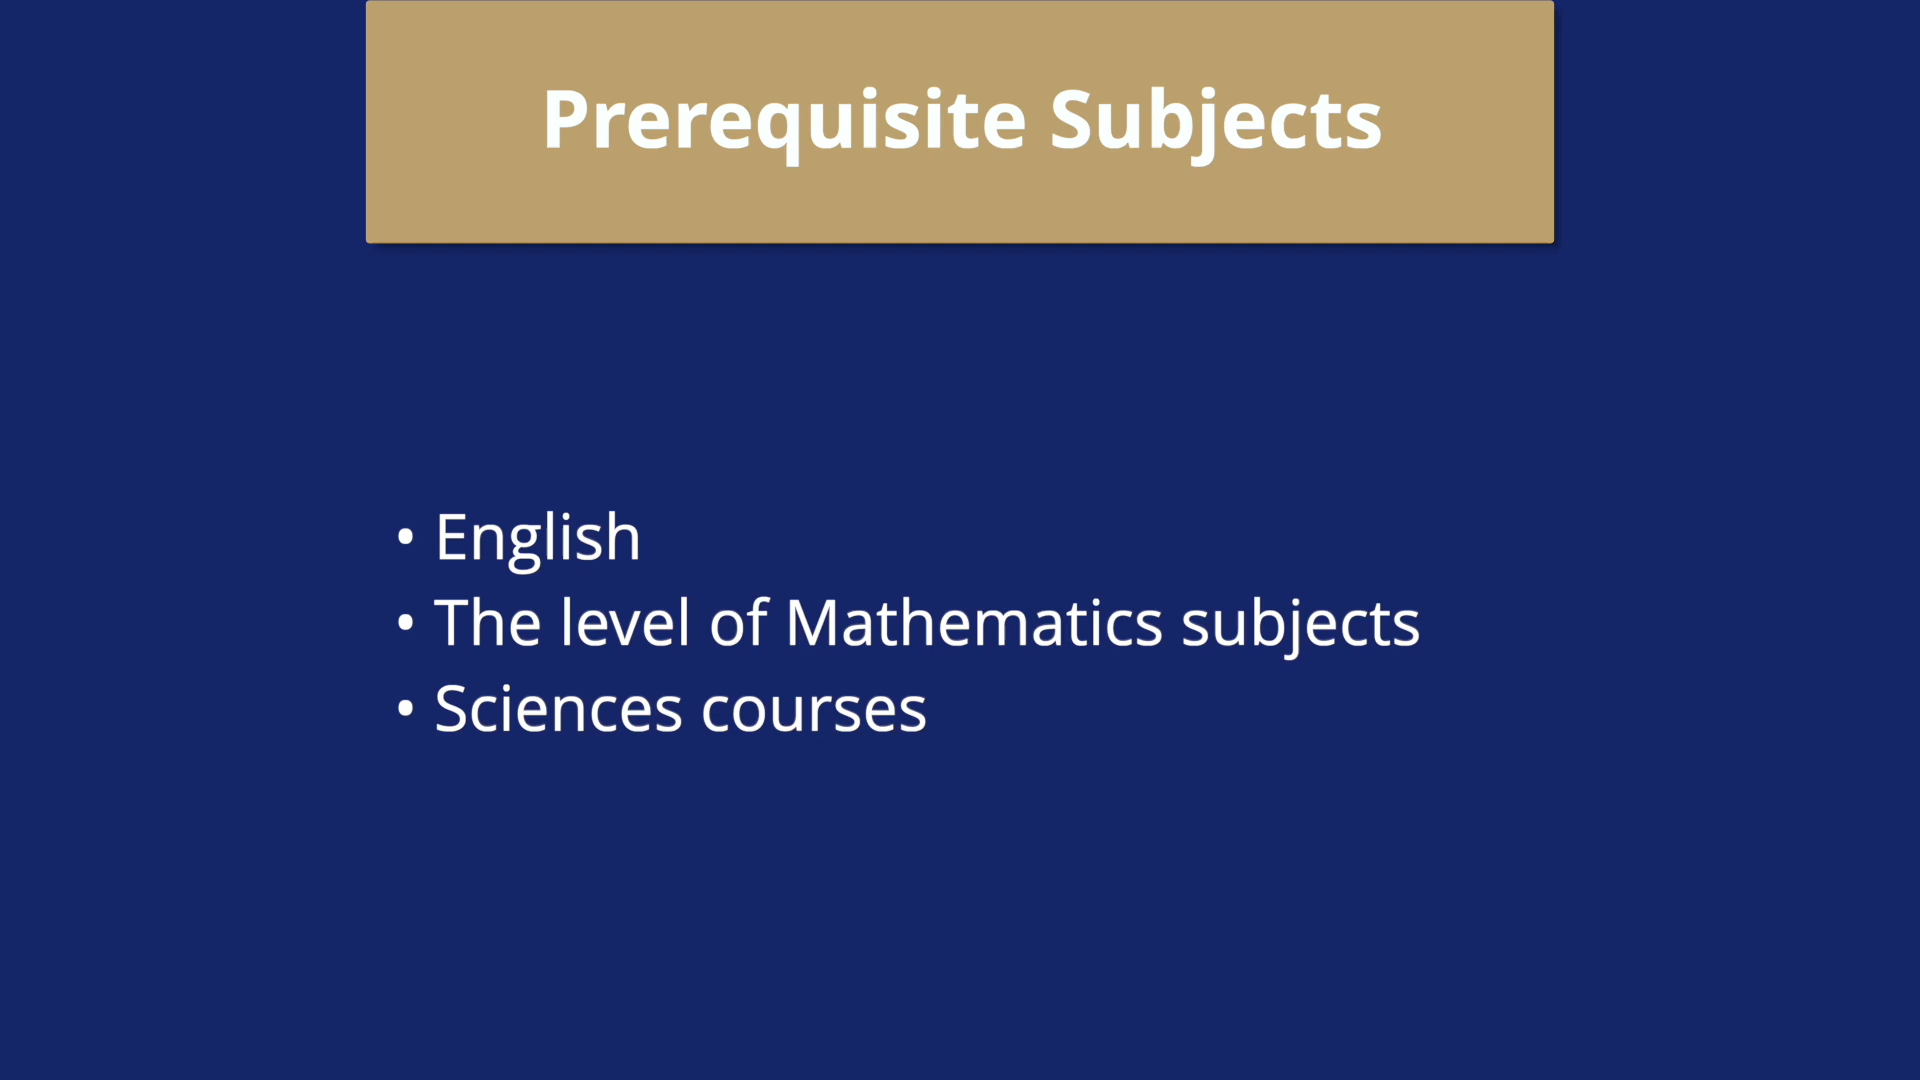 Prerequisite Subjects
• English
• The level of Mathematics subjects
• Sciences courses